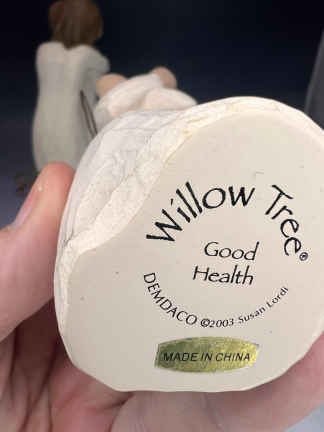 Willow Tree®
Good
Health
DEMDACO ©2003 Susan Lordi
MADE IN CHINA